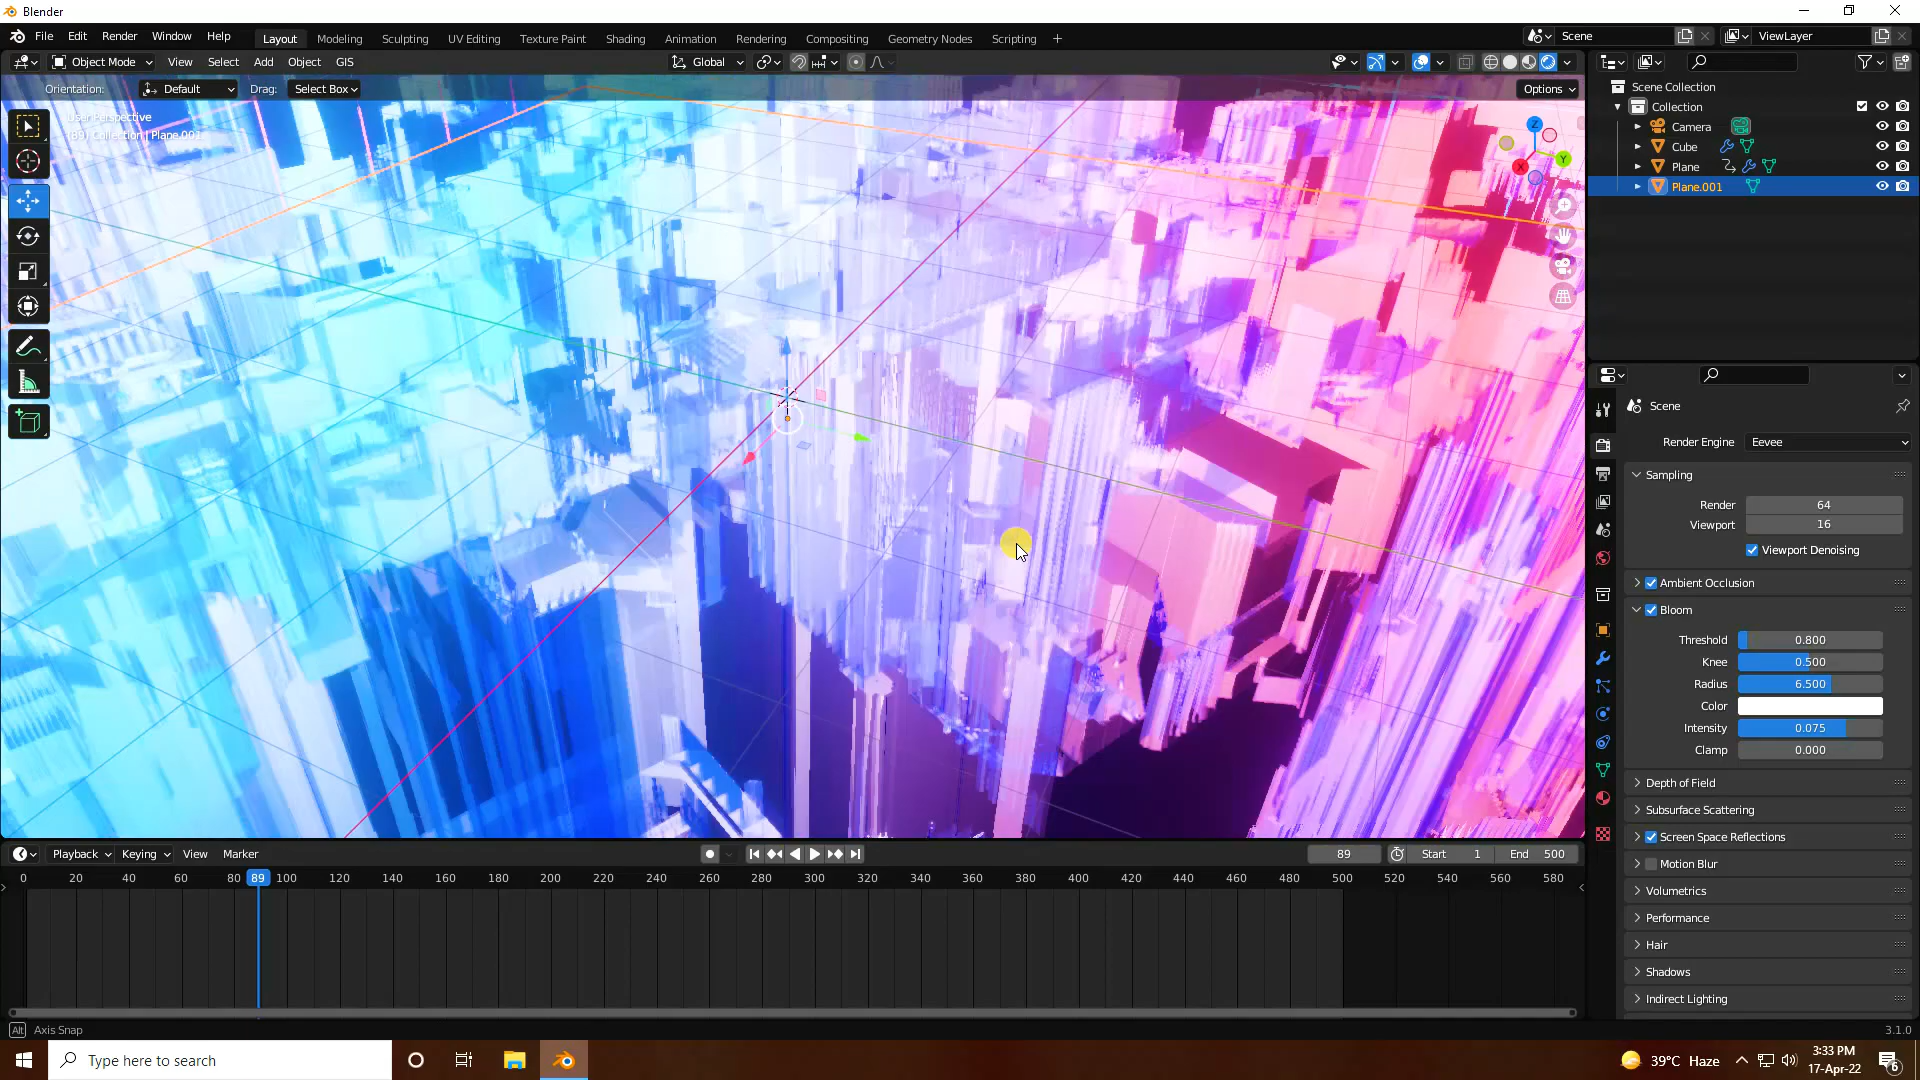 Blender
File Edit Render Window Help
Layout Modeling Sculpting UV Editing Texture Paint Shading Animation Rendering Compositing Geometry Nodes Scripting +
Scene
ViewLayer
Object Mode View Select Add Object GIS
Global
Orientation: Default Drag: Select Box
Options
User Perspective
(89) Collection | Plane.001
Z
Y
X
Scene Collection
Collection
Camera
Cube
Plane
Plane.001
Scene
Render Engine Eevee
Sampling
Render 64
Viewport 16
Viewport Denoising
Ambient Occlusion
Bloom
Threshold 0.800
Knee 0.500
Radius 6.500
Color
Intensity 0.075
Clamp 0.000
Depth of Field
Subsurface Scattering
Screen Space Reflections
Motion Blur
Volumetrics
Performance
Hair
Shadows
Indirect Lighting
Playback Keying View Marker
89 Start 1 End 500
0 20 40 60 80 89 100 120 140 160 180 200 220 240 260 280 300 320 340 360 380 400 420 440 460 480 500 520 540 560 580
Alt Axis Snap
3.1.0
Type here to search
39°C Haze
3:33 PM
17-Apr-22
6